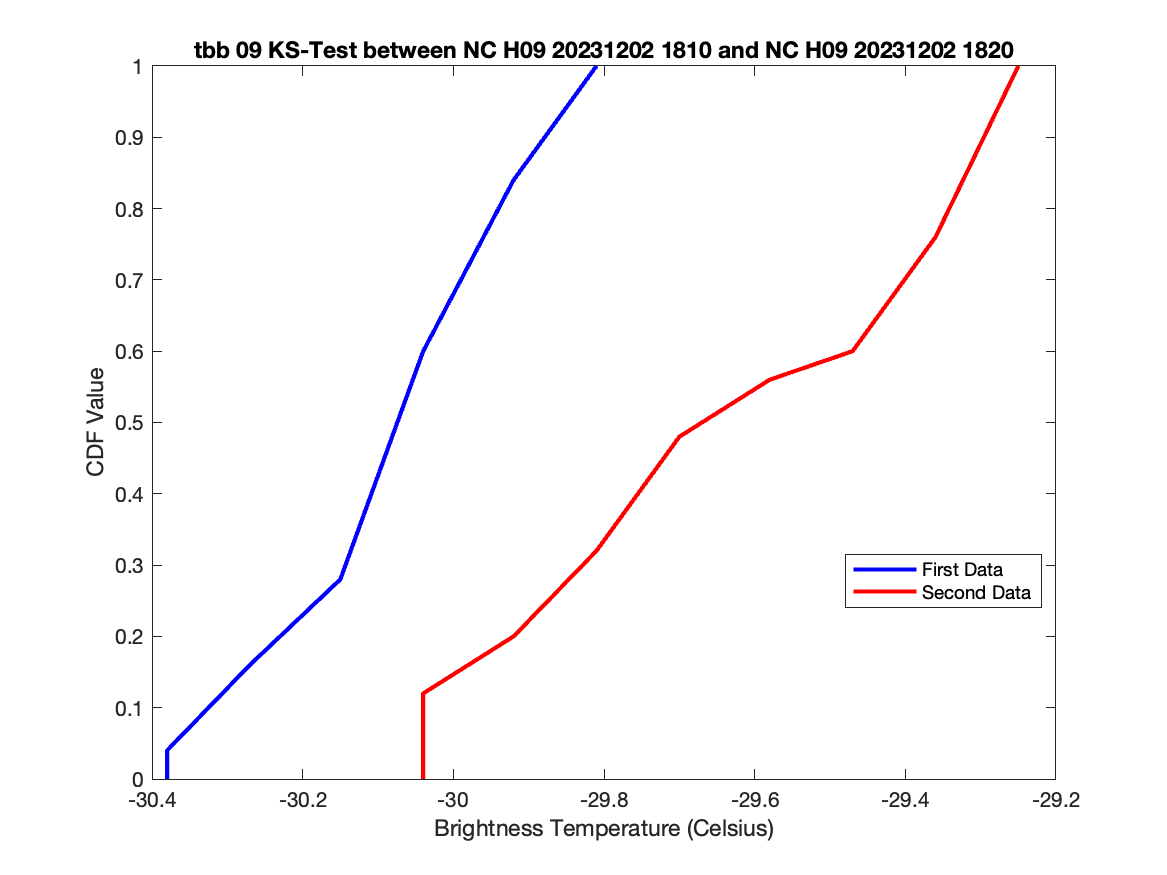 tbb 09 KS-Test between NC H09 20231202 1810 and NC H09 20231202 1820
1
0.9
0.8
0.7
0.6
0.5
0.4
0.3
0.2
0.1
0
CDF Value
First Data
Second Data
-30.4 -30.2 -30 -29.8 -29.6 -29.4 -29.2
Brightness Temperature (Celsius)